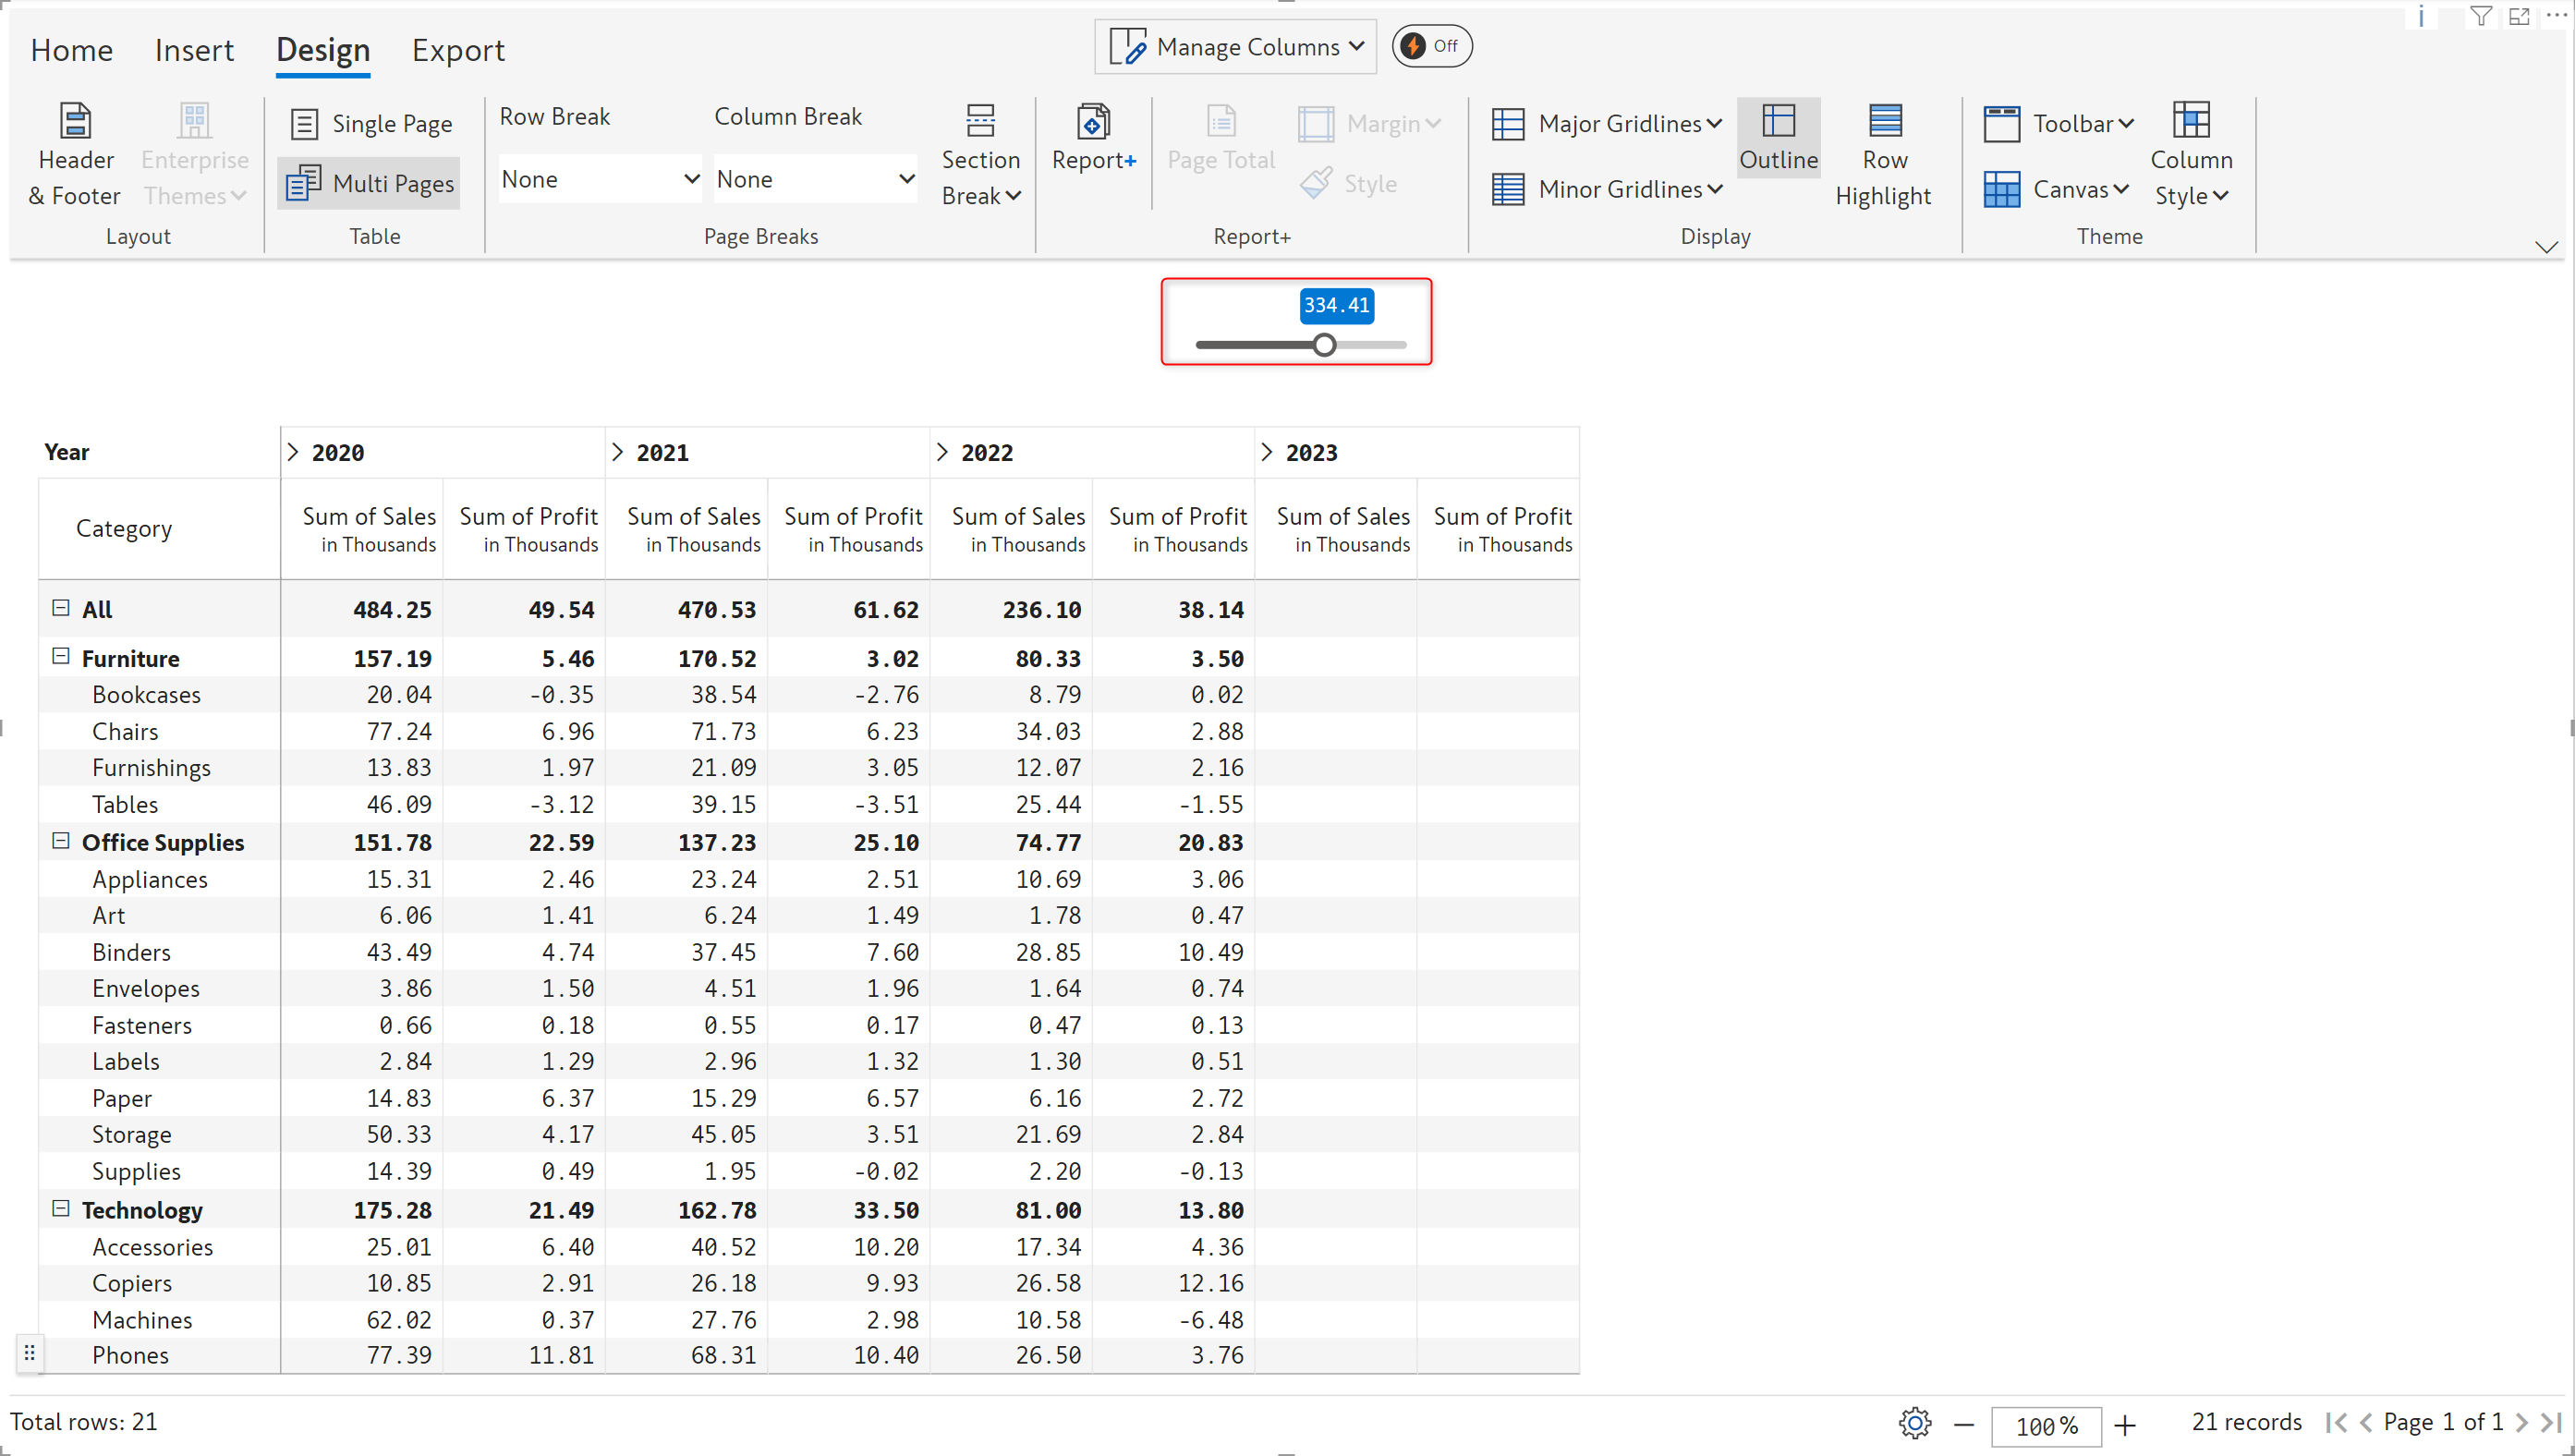 Home Insert Design Export Manage Columns Off
Header & Footer
Enterprise Themes
Layout
Single Page
Multi Pages
Table
Row Break Column Break
None None
Section Break
Page Breaks
Report+
Page Total
Margin
Style
Report+
Major Gridlines
Minor Gridlines
Outline
Row Highlight
Display
Toolbar
Canvas
Column Style
Theme
334.41
Year 2020 2021 2022 2023
Category Sum of Sales in Thousands Sum of Profit in Thousands Sum of Sales in Thousands Sum of Profit in Thousands Sum of Sales in Thousands Sum of Profit in Thousands Sum of Sales in Thousands Sum of Profit in Thousands
All 484.25 49.54 470.53 61.62 236.10 38.14
Furniture 157.19 5.46 170.52 3.02 80.33 3.50
Bookcases 20.04 -0.35 38.54 -2.76 8.79 0.02
Chairs 77.24 6.96 71.73 6.23 34.03 2.88
Furnishings 13.83 1.97 21.09 3.05 12.07 2.16
Tables 46.09 -3.12 39.15 -3.51 25.44 -1.55
Office Supplies 151.78 22.59 137.23 25.10 74.77 20.83
Appliances 15.31 2.46 23.24 2.51 10.69 3.06
Art 6.06 1.41 6.24 1.49 1.78 0.47
Binders 43.49 4.74 37.45 7.60 28.85 10.49
Envelopes 3.86 1.50 4.51 1.96 1.64 0.74
Fasteners 0.66 0.18 0.55 0.17 0.47 0.13
Labels 2.84 1.29 2.96 1.32 1.30 0.51
Paper 14.83 6.37 15.29 6.57 6.16 2.72
Storage 50.33 4.17 45.05 3.51 21.69 2.84
Supplies 14.39 0.49 1.95 -0.02 2.20 -0.13
Technology 175.28 21.49 162.78 33.50 81.00 13.80
Accessories 25.01 6.40 40.52 10.20 17.34 4.36
Copiers 10.85 2.91 26.18 9.93 26.58 12.16
Machines 62.02 0.37 27.76 2.98 10.58 -6.48
Phones 77.39 11.81 68.31 10.40 26.50 3.76
Total rows: 21 100% 21 records Page 1 of 1